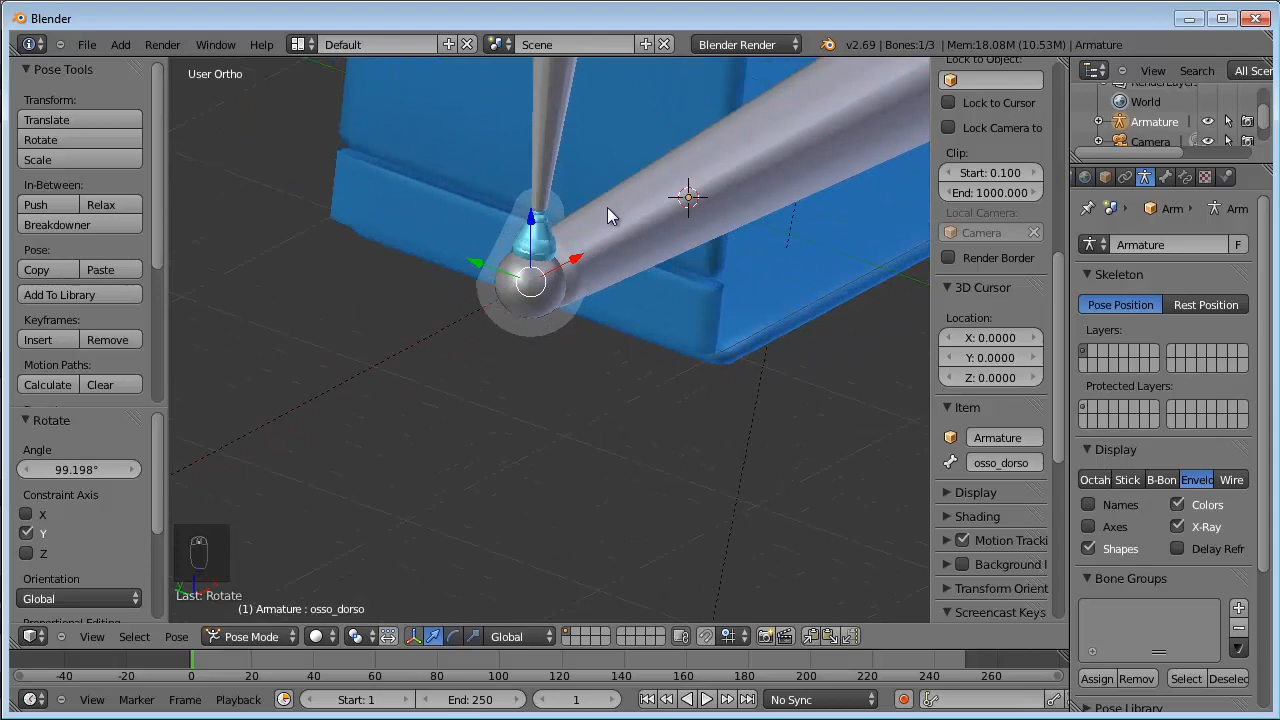 Blender
File Add Render Window Help Default Scene Blender Render v2.69 | Bones:1/3 | Mem:18.08M (10.53M) | Armature
Pose Tools
Transform:
Translate
Rotate
Scale
In-Between:
Push Relax
Breakdowner
Pose:
Copy Paste
Add To Library
Keyframes:
Insert Remove
Motion Paths:
Calculate Clear
Rotate
Angle
99.198°
Constraint Axis
X
Y
Z
Orientation
Global
User Ortho
Last: Rotate
(1) Armature : osso_dorso
Lock to Object:
Lock to Cursor
Lock Camera to
Clip:
Start: 0.100
End: 1000.000
Local Camera:
Camera
Render Border
3D Cursor
Location:
X: 0.0000
Y: 0.0000
Z: 0.0000
Item
Armature
osso_dorso
Display
Shading
Motion Tracki
Background I
Transform Orient
Screencast Keys
View Search All Scen
World
Armature
Camera
Arm Arm
Armature F
Skeleton
Pose Position Rest Position
Layers:
Protected Layers:
Display
Octah Stick B-Bon Envelo Wire
Names Colors
Axes X-Ray
Shapes Delay Refr
Bone Groups
Assign Remov Select Deselec
View Select Pose Pose Mode Global
-40 -20 0 20 40 60 80 100 120 140 160 180 200 220 240 260
View Marker Frame Playback Start: 1 End: 250 1 No Sync